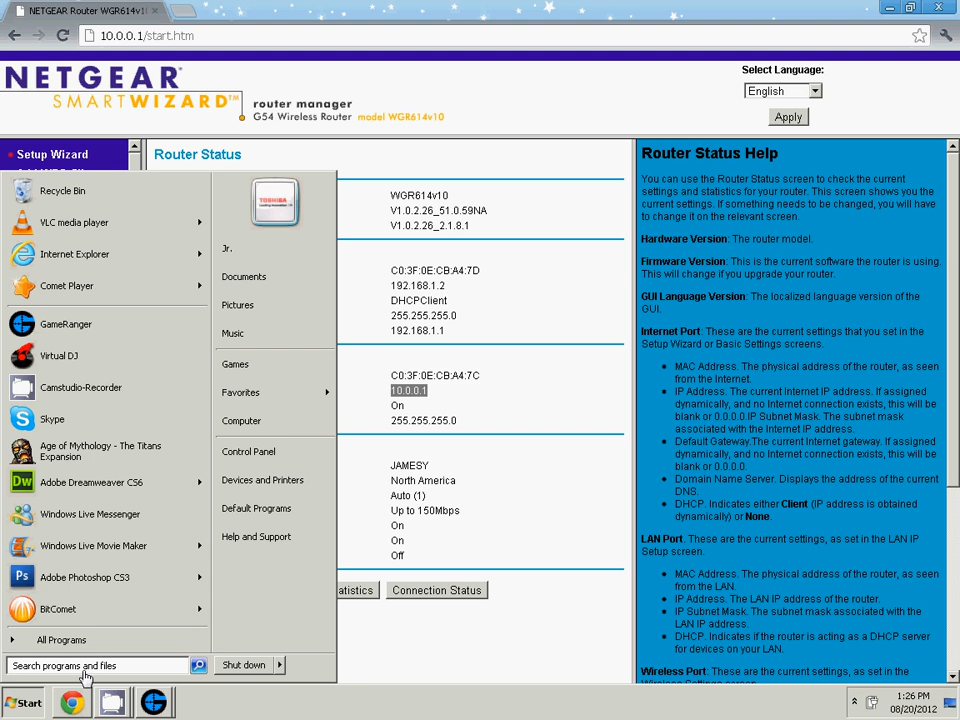 NETGEAR Router WGR614v1
10.0.0.1/start.htm
NETGEAR
SMARTWIZARD™
router manager
G54 Wireless Router model WGR614v10
Select Language:
English
Apply
Setup Wizard
Router Status
WGR614v10
V1.0.2.26_51.0.59NA
V1.0.2.26_2.1.8.1
C0:3F:0E:CB:A4:7D
192.168.1.2
DHCPClient
255.255.255.0
192.168.1.1
C0:3F:0E:CB:A4:7C
10.0.0.1
On
255.255.255.0
JAMESY
North America
Auto (1)
Up to 150Mbps
On
On
Off
atistics
Connection Status
Router Status Help
You can use the Router Status screen to check the current
settings and statistics for your router. This screen shows you the
current settings. If something needs to be changed, you will have
to change it on the relevant screen.
Hardware Version: The router model.
Firmware Version: This is the current software the router is using.
This will change if you upgrade your router.
GUI Language Version: The localized language version of the
GUI.
Internet Port: These are the current settings that you set in the
Setup Wizard or Basic Settings screens.
MAC Address. The physical address of the router, as seen
from the Internet.
IP Address. The current Internet IP address. If assigned
dynamically, and no Internet connection exists, this will be
blank or 0.0.0.0.IP Subnet Mask. The subnet mask
associated with the Internet IP address.
Default Gateway.The current Internet gateway. If assigned
dynamically, and no Internet connection exists, this will be
blank or 0.0.0.0.
Domain Name Server. Displays the address of the current
DNS.
DHCP. Indicates either Client (IP address is obtained
dynamically) or None.
LAN Port. These are the current settings, as set in the LAN IP
Setup screen.
MAC Address. The physical address of the router, as seen
from the LAN.
IP Address. The LAN IP address of the router.
IP Subnet Mask. The subnet mask associated with the
LAN IP address.
DHCP. Indicates if the router is acting as a DHCP server
for devices on your LAN.
Wireless Port: These are the current settings, as set in the
Wireless Settings screen.
Recycle Bin
VLC media player
Internet Explorer
Comet Player
GameRanger
Virtual DJ
Camstudio-Recorder
Skype
Age of Mythology - The Titans
Expansion
Adobe Dreamweaver CS6
Windows Live Messenger
Windows Live Movie Maker
Adobe Photoshop CS3
BitComet
All Programs
Search programs and files
TOSHIBA
Jr.
Documents
Pictures
Music
Games
Favorites
Computer
Control Panel
Devices and Printers
Default Programs
Help and Support
Shut down
Start
1:26 PM
08/20/2012